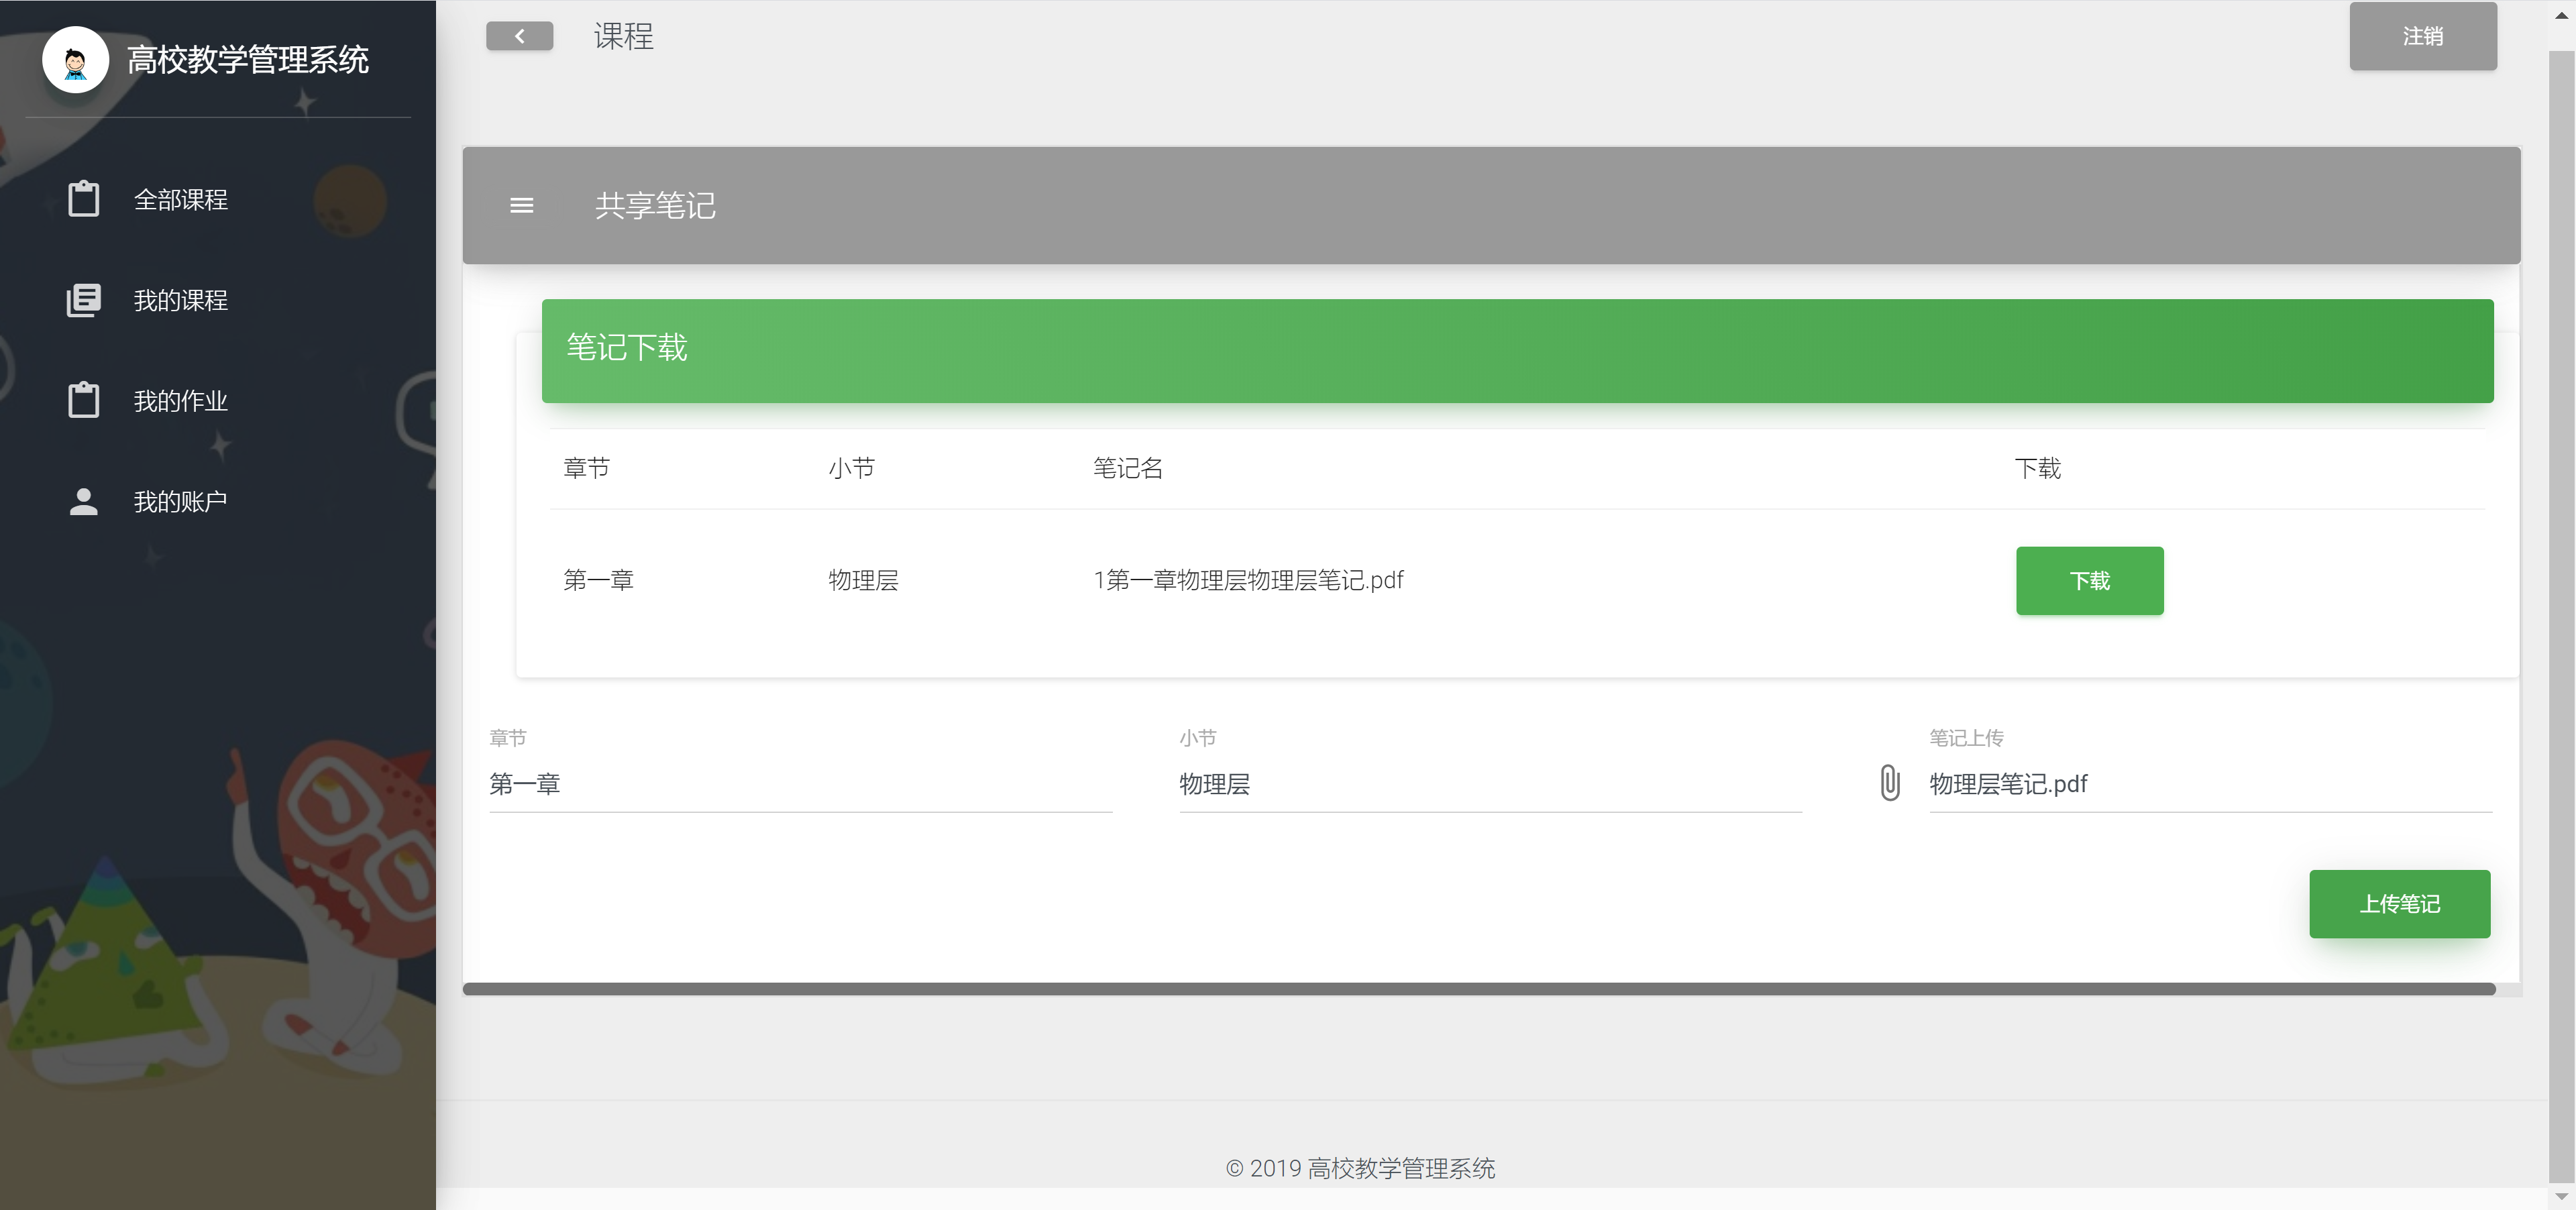 高校教学管理系统
全部课程
我的课程
我的作业
我的账户
课程
注销
共享笔记
笔记下载
章节 小节 笔记名 下载
第一章 物理层 1第一章物理层物理层笔记.pdf 下载
章节 小节 笔记上传
第一章 物理层 物理层笔记.pdf
上传笔记
© 2019 高校教学管理系统